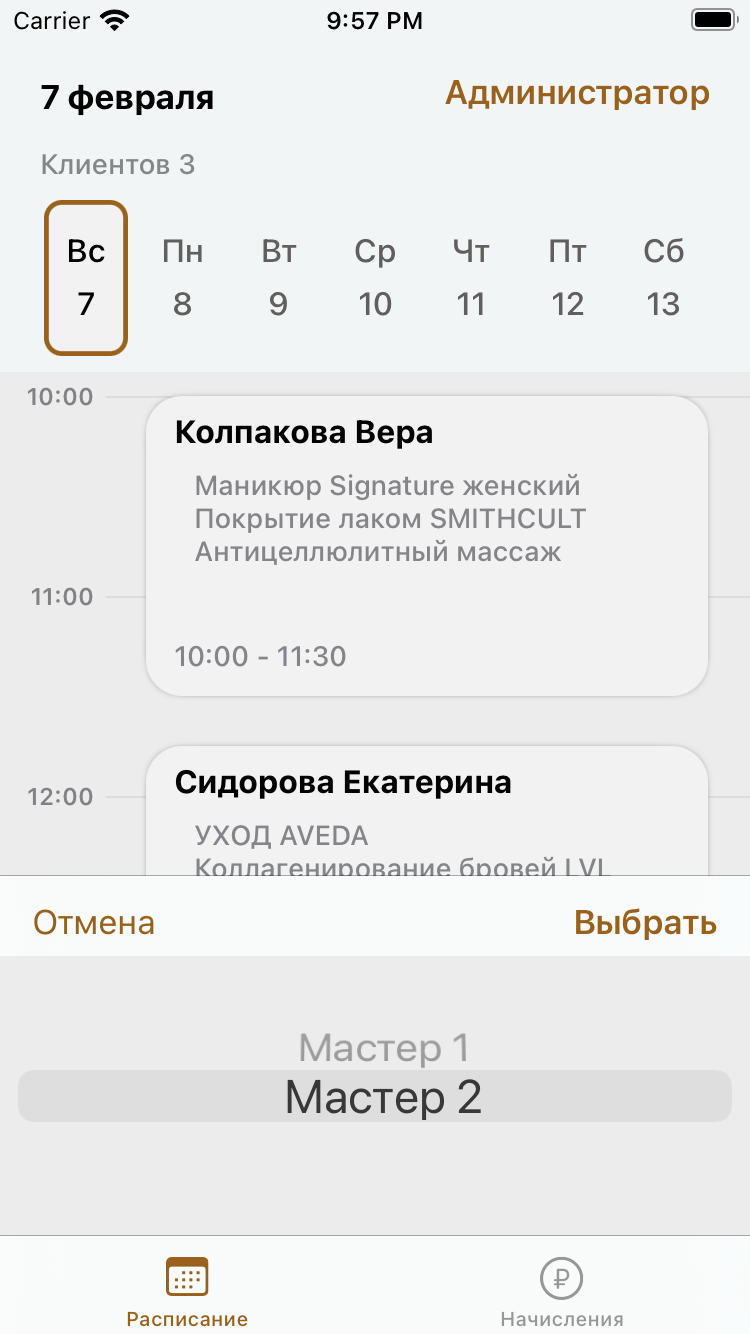 Carrier 9:57 PM
7 февраля Администратор
Клиентов 3
Вс Пн Вт Ср Чт Пт Сб
7 8 9 10 11 12 13
10:00
Колпакова Вера
Маникюр Signature женский
Покрытие лаком SMITHCULT
Антицеллюлитный массаж
11:00
10:00 - 11:30
Сидорова Екатерина
12:00
УХОД AVEDA
Коллагенирование бровей LVL
Отмена Выбрать
Мастер 1
Мастер 2
Расписание Начисления